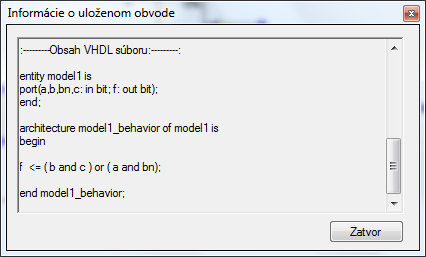 Informácie o uloženom obvode
:---------Obsah VHDL súboru:---------:
entity model1 is
port(a,b,bn,c: in bit; f: out bit);
end;
architecture model1_behavior of model1 is
begin
f <= ( b and c ) or ( a and bn);
end model1_behavior;
Zatvor